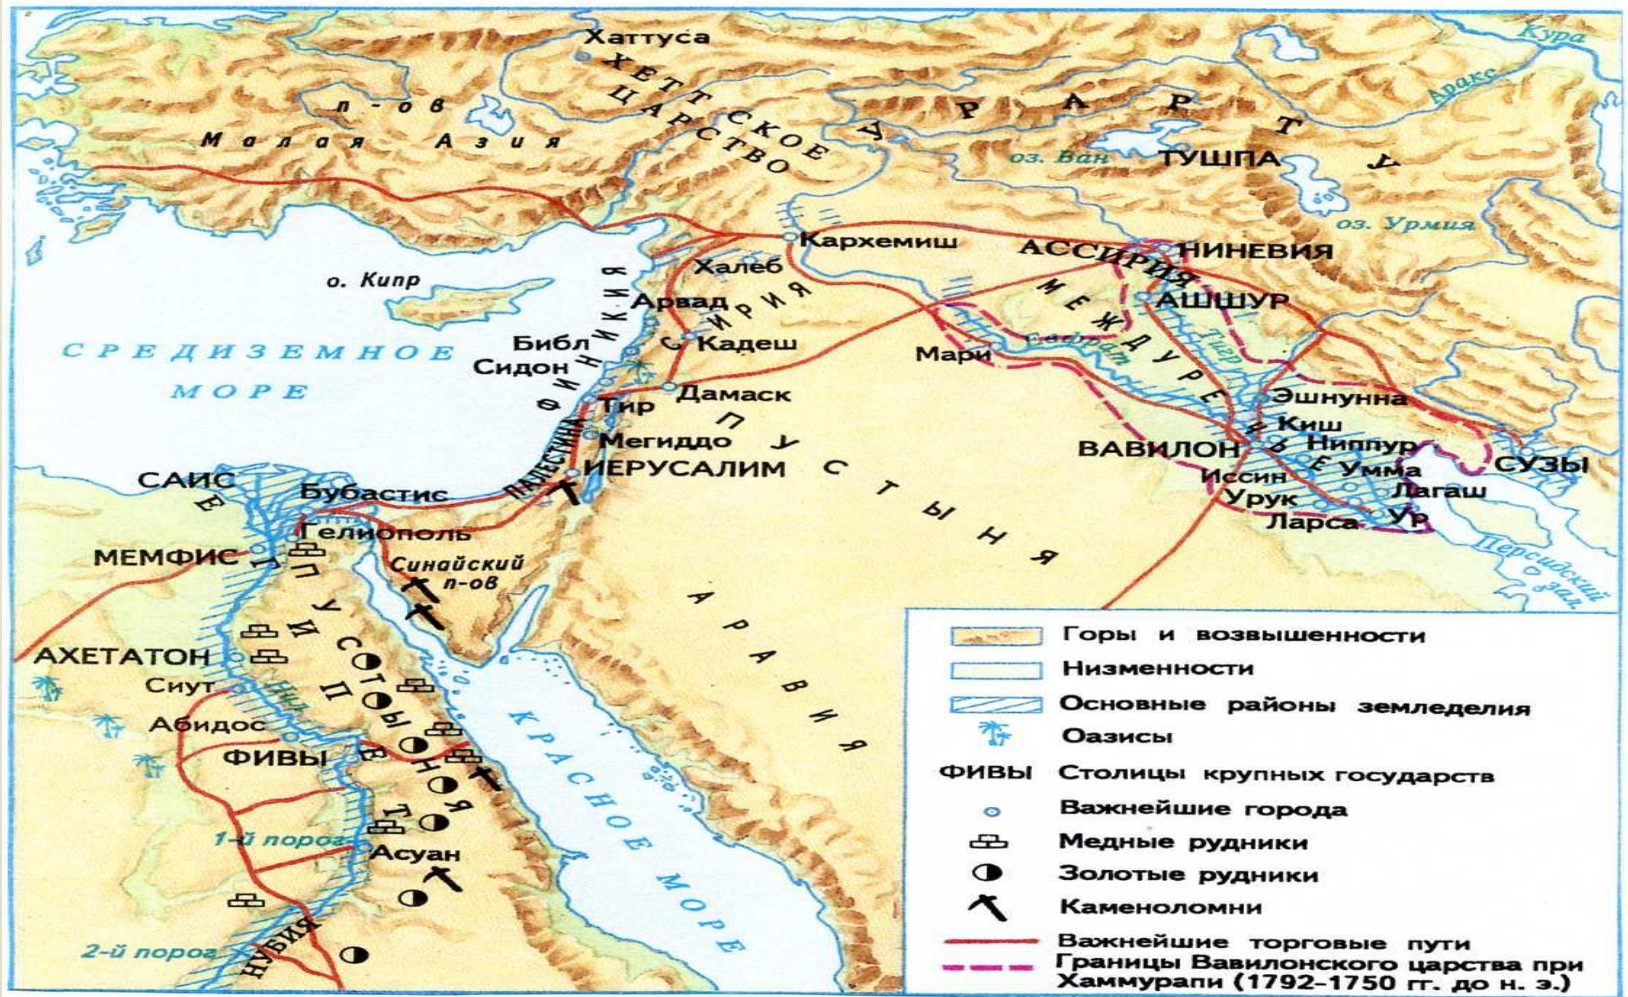 Хаттуса
ХЕТТСКОЕ
ЦАРСТВО
Кура
Аракс
п-ов
Малая Азия
УРАРТУ
оз. Ван
ТУШПА
оз. Урмия
Кархемиш
АССИРИЯ
НИНЕВИЯ
Халеб
о. Кипр
Арвад
СИРИЯ
МЕЖДУРЕЧЬЕ
АШШУР
ФИНИКИЯ
Библ
Кадеш
Евфрат
Тигр
СРЕДИЗЕМНОЕ
МОРЕ
Сидон
Мари
Дамаск
Тир
Эшнунна
ПУСТЫНЯ
Киш
Мегиддо
ВАВИЛОН
Ниппур
ПАЛЕСТИНА
ИЕРУСАЛИМ
Умма
СУЗЫ
САИС
Иссин
Лагаш
Бубастис
Урук
Ур
Ларса
Гелиополь
Персидский
зал.
МЕМФИС
Синайский
п-ов
ЕГИПЕТ
ПУСТЫНЯ
АРАВИЯ
АХЕТАТОН
Сиут
Нил
Абидос
ФИВЫ
КРАСНОЕ МОРЕ
1-й порог
Асуан
НУБИЯ
2-й порог
Горы и возвышенности
Низменности
Основные районы земледелия
Оазисы
ФИВЫ Столицы крупных государств
Важнейшие города
Медные рудники
Золотые рудники
Каменоломни
Важнейшие торговые пути
Границы Вавилонского царства при
Хаммурапи (1792-1750 гг. до н. э.)